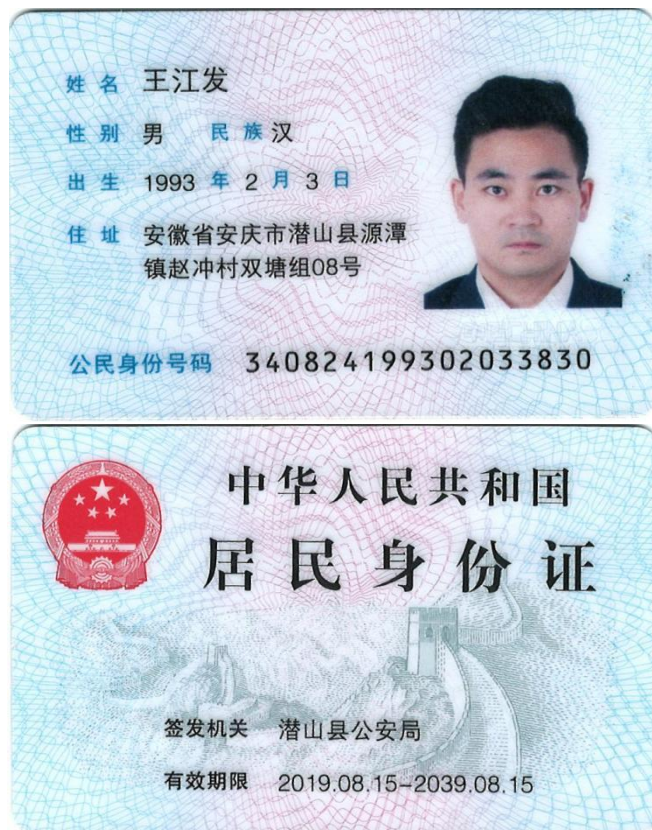 姓名 王江发
性别 男 民族 汉
出生 1993 年 2 月 3 日
住址 安徽省安庆市潜山县源潭
镇赵冲村双塘组08号
公民身份号码 340824199302033830
中华人民共和国
居民身份证
签发机关 潜山县公安局
有效期限 2019.08.15-2039.08.15